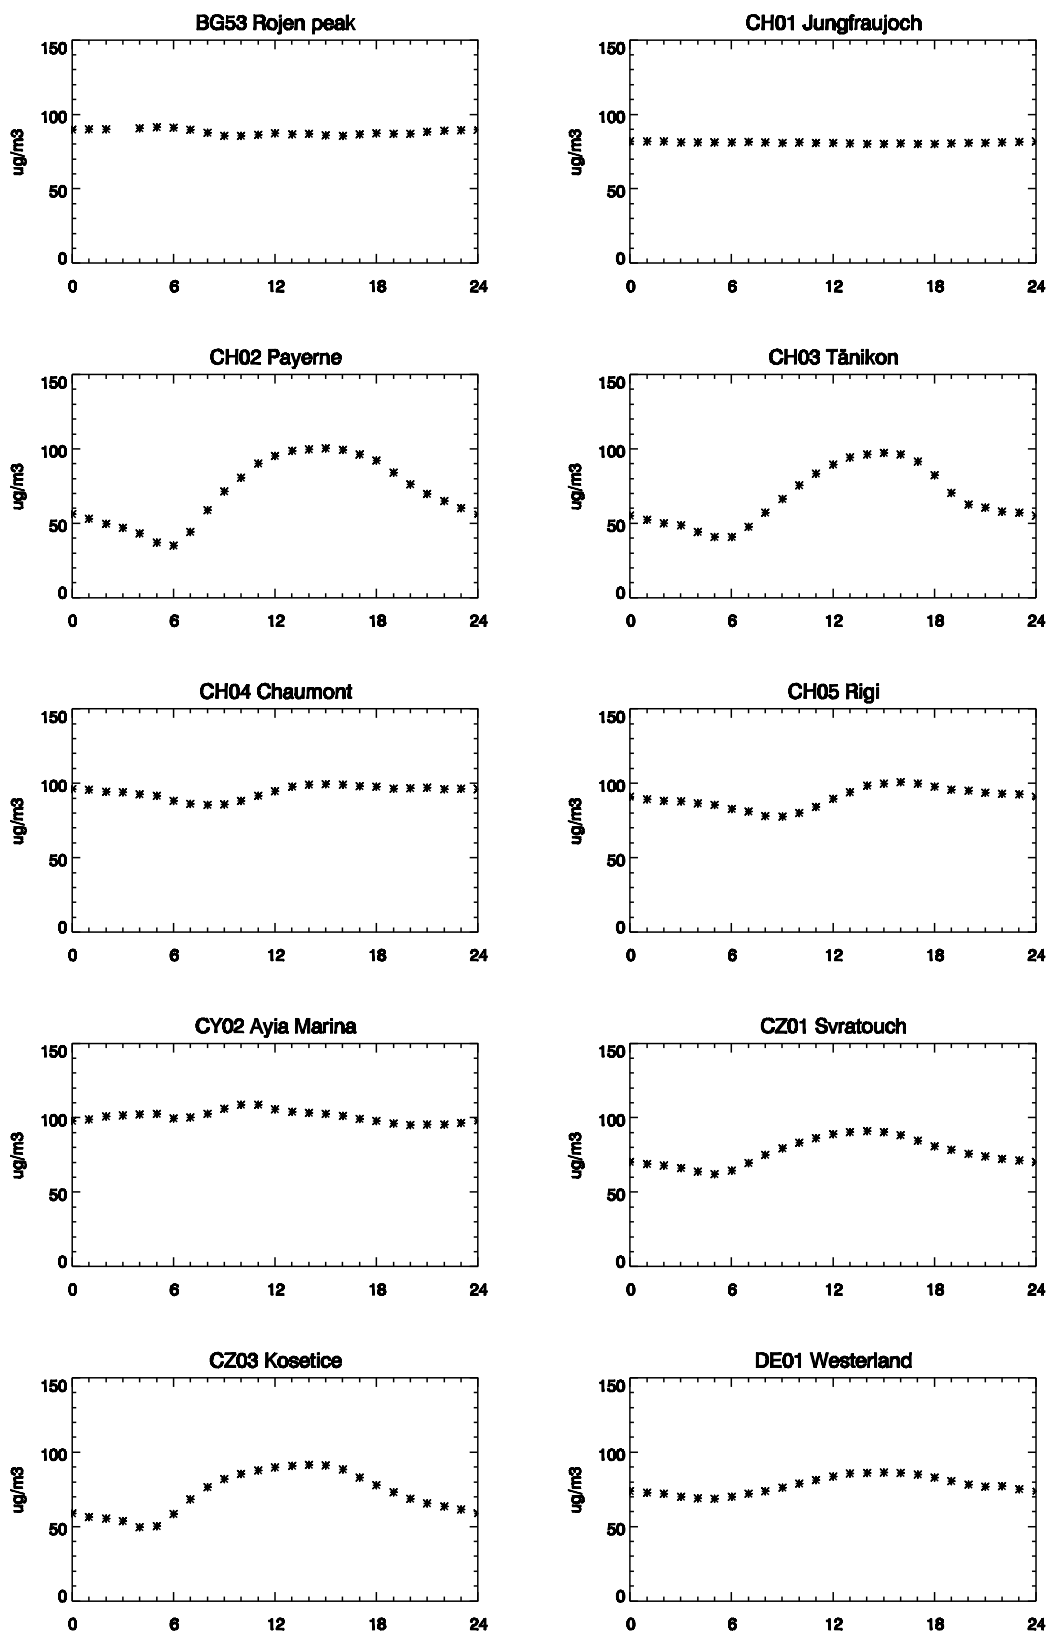 BG53 Rojen peak
150
100
50
0
ug/m3
0 6 12 18 24
CH01 Jungfraujoch
150
100
50
0
ug/m3
0 6 12 18 24
CH02 Payerne
150
100
50
0
ug/m3
0 6 12 18 24
CH03 Tänikon
150
100
50
0
ug/m3
0 6 12 18 24
CH04 Chaumont
150
100
50
0
ug/m3
0 6 12 18 24
CH05 Rigi
150
100
50
0
ug/m3
0 6 12 18 24
CY02 Ayia Marina
150
100
50
0
ug/m3
0 6 12 18 24
CZ01 Svratouch
150
100
50
0
ug/m3
0 6 12 18 24
CZ03 Kosetice
150
100
50
0
ug/m3
0 6 12 18 24
DE01 Westerland
150
100
50
0
ug/m3
0 6 12 18 24